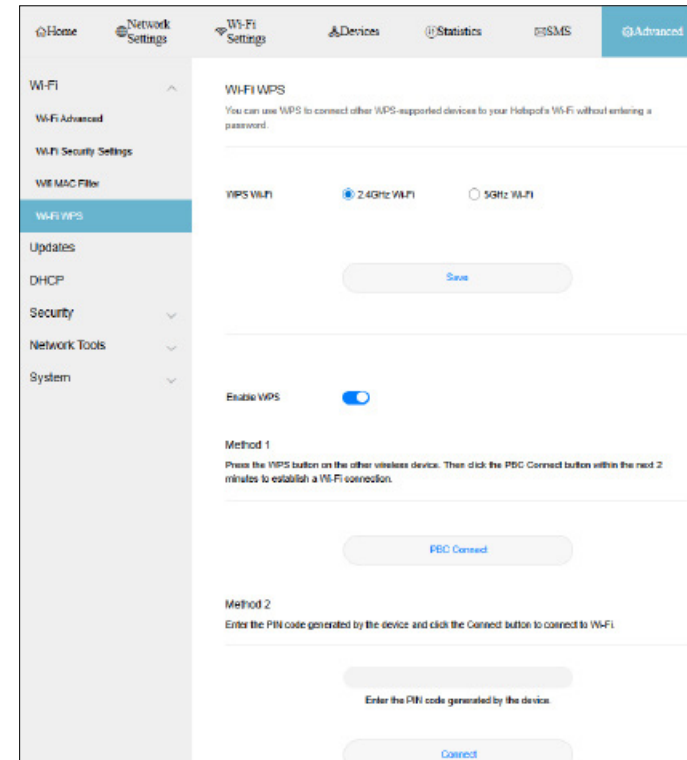 Home
Network Settings
Wi-Fi Settings
Devices
Statistics
SMS
Advanced
Wi-Fi
Wi-Fi Advanced
Wi-Fi Security Settings
Wifi MAC Filter
Wi-Fi WPS
Updates
DHCP
Security
Network Tools
System
Wi-Fi WPS
You can use WPS to connect other WPS-supported devices to your Hotspot's Wi-Fi without entering a
password.
WPS Wi-Fi
2.4GHz Wi-Fi
5GHz Wi-Fi
Save
Enable WPS
Method 1
Press the WPS button on the other wireless device. Then click the PBC Connect button within the next 2
minutes to establish a Wi-Fi connection.
PBC Connect
Method 2
Enter the PIN code generated by the device and click the Connect button to connect to Wi-Fi.
Enter the PIN code generated by the device.
Connect